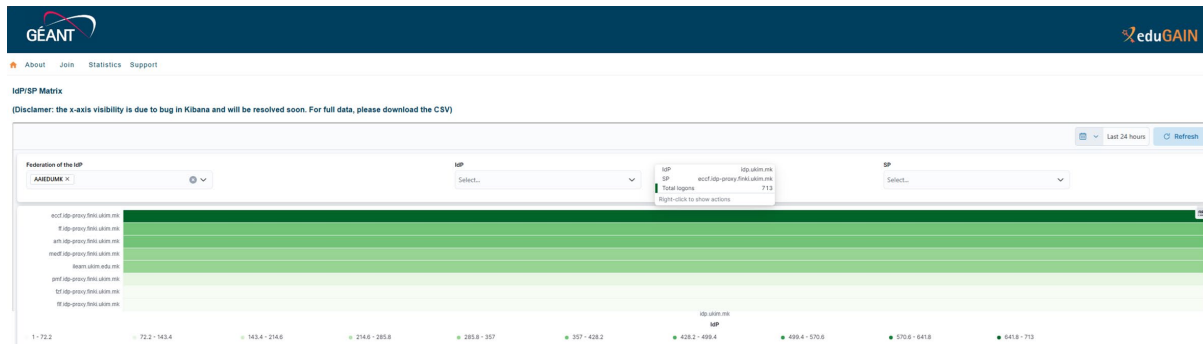 GÉANT
eduGAIN
About Join Statistics Support
IdP/SP Matrix
(Disclamer: the x-axis visibility is due to bug in Kibana and will be resolved soon. For full data, please download the CSV)
Last 24 hours Refresh
Federation of the IdP IdP SP
AAIEDUMK × Select... Select...
IdP idp.ukim.mk
SP eccf.idp-proxy.finki.ukim.mk
Total logons 713
Right-click to show actions
eccf.idp-proxy.finki.ukim.mk
ff.idp-proxy.finki.ukim.mk
arh.idp-proxy.finki.ukim.mk
medf.idp-proxy.finki.ukim.mk
ilearn.ukim.edu.mk
pmf.idp-proxy.finki.ukim.mk
fzf.idp-proxy.finki.ukim.mk
flf.idp-proxy.finki.ukim.mk
idp.ukim.mk
IdP
1 - 72.2 72.2 - 143.4 143.4 - 214.6 214.6 - 285.8 285.8 - 357 357 - 428.2 428.2 - 499.4 499.4 - 570.6 570.6 - 641.8 641.8 - 713